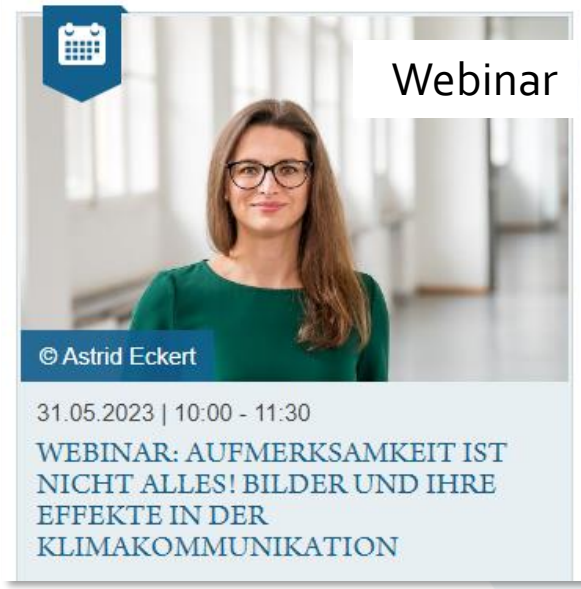 Webinar
© Astrid Eckert
31.05.2023 | 10:00 - 11:30
WEBINAR: AUFMERKSAMKEIT IST
NICHT ALLES! BILDER UND IHRE
EFFEKTE IN DER
KLIMAKOMMUNIKATION